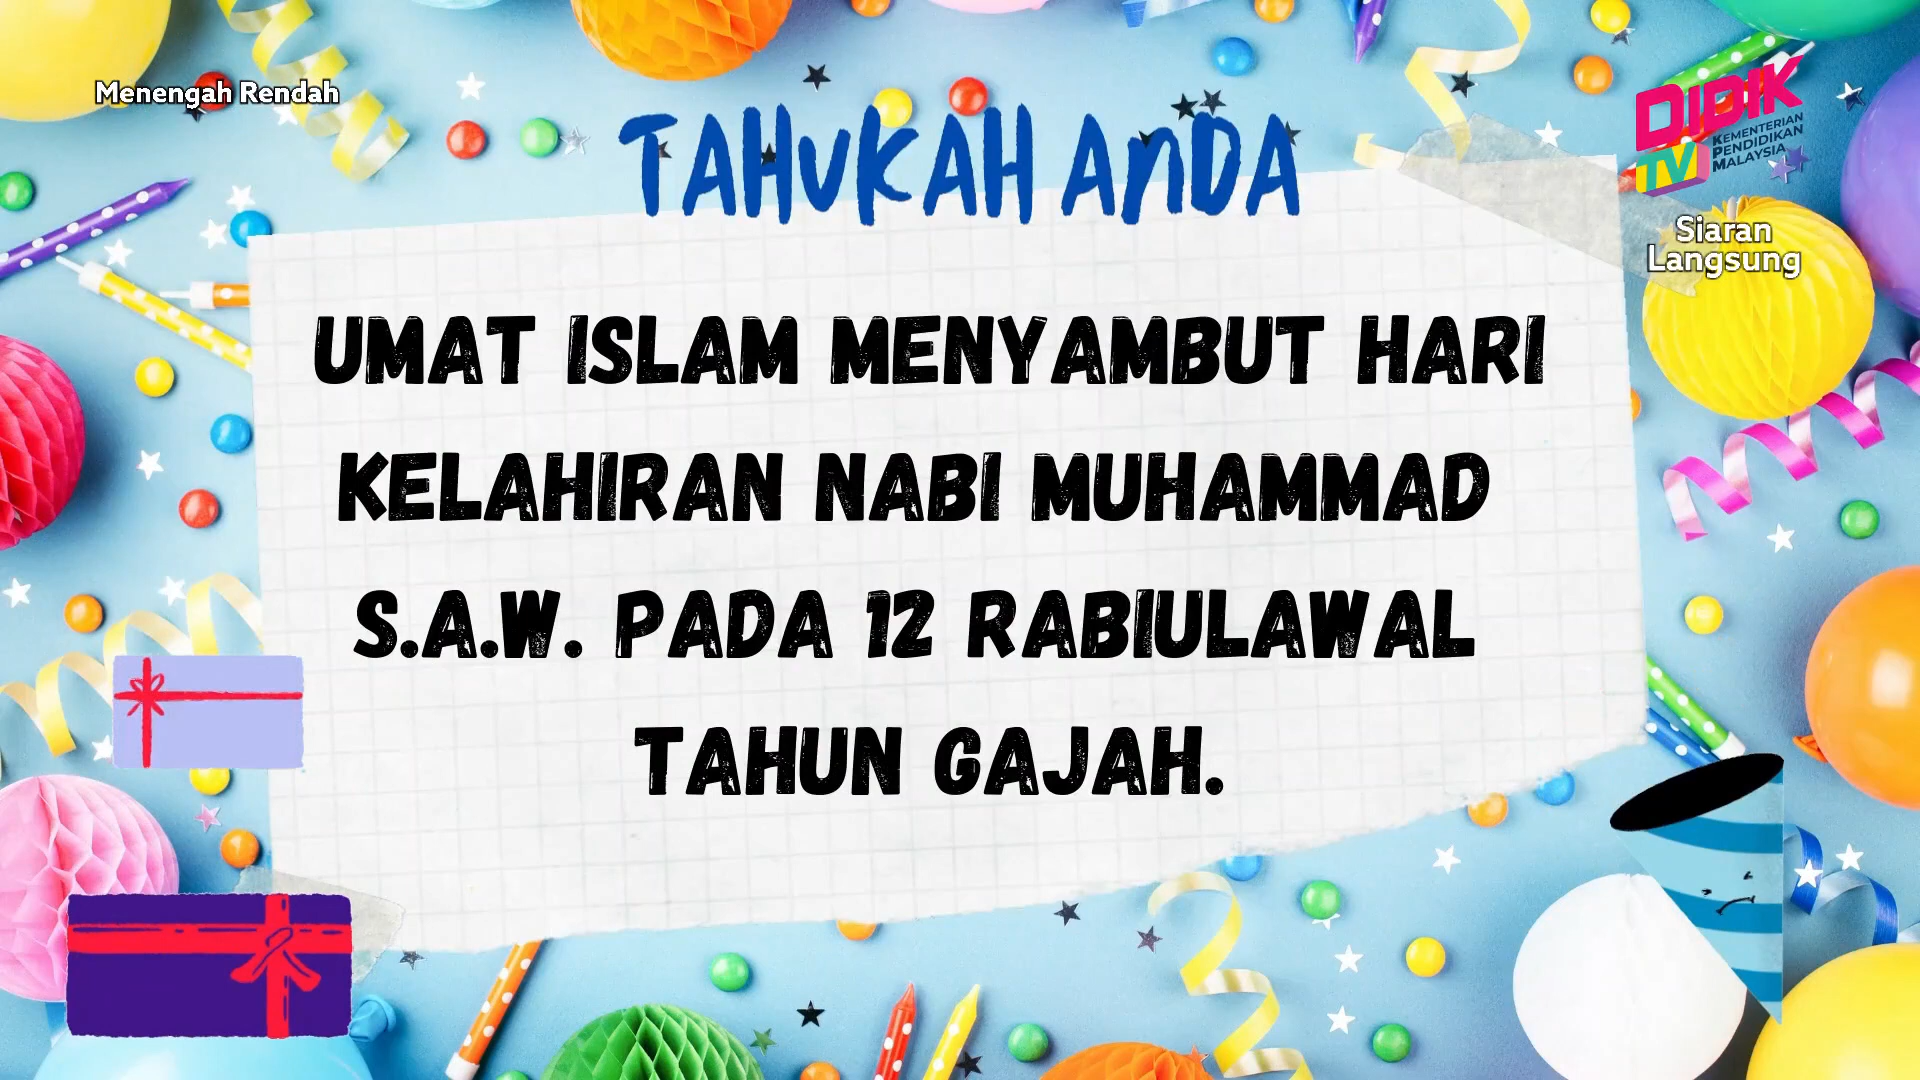 Menengah Rendah
DIDIK
TV
KEMENTERIAN
PENDIDIKAN
MALAYSIA
Siaran
Langsung
TAHUKAH ANDA
UMAT ISLAM MENYAMBUT HARI
KELAHIRAN NABI MUHAMMAD
S.A.W. PADA 12 RABIULAWAL
TAHUN GAJAH.